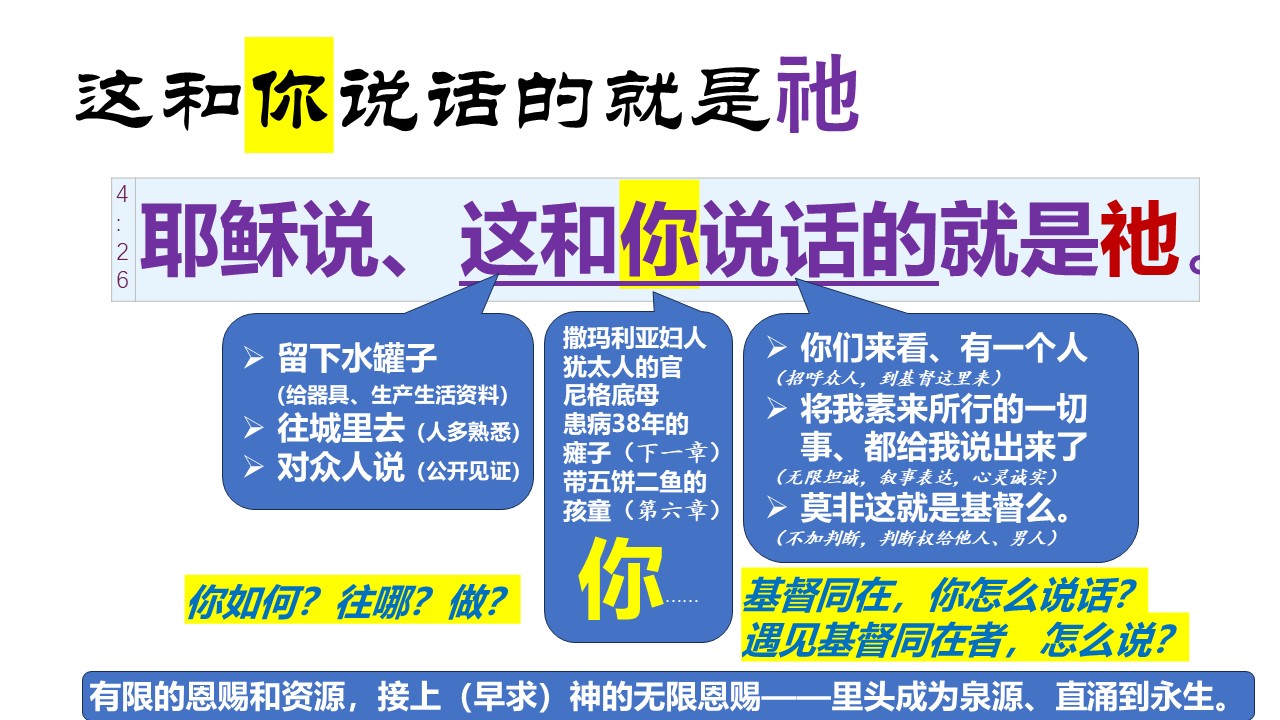 这和你说话的就是祂
4:26
耶稣说、这和你说话的就是祂。
留下水罐子
（给器具、生产生活资料）
往城里去（人多熟悉）
对众人说（公开见证）
撒玛利亚妇人
犹太人的官
尼格底母
患病38年的
瘫子（下一章）
带五饼二鱼的
孩童（第六章）
你……
你们来看、有一个人
（招呼众人，到基督这里来）
将我素来所行的一切
事、都给我说出来了
（无限坦诚，叙事表达，心灵诚实）
莫非这就是基督么。
（不加判断，判断权给他人、男人）
你如何？往哪？做？
基督同在，你怎么说话？
遇见基督同在者，怎么说？
有限的恩赐和资源，接上（早求）神的无限恩赐——里头成为泉源、直涌到永生。